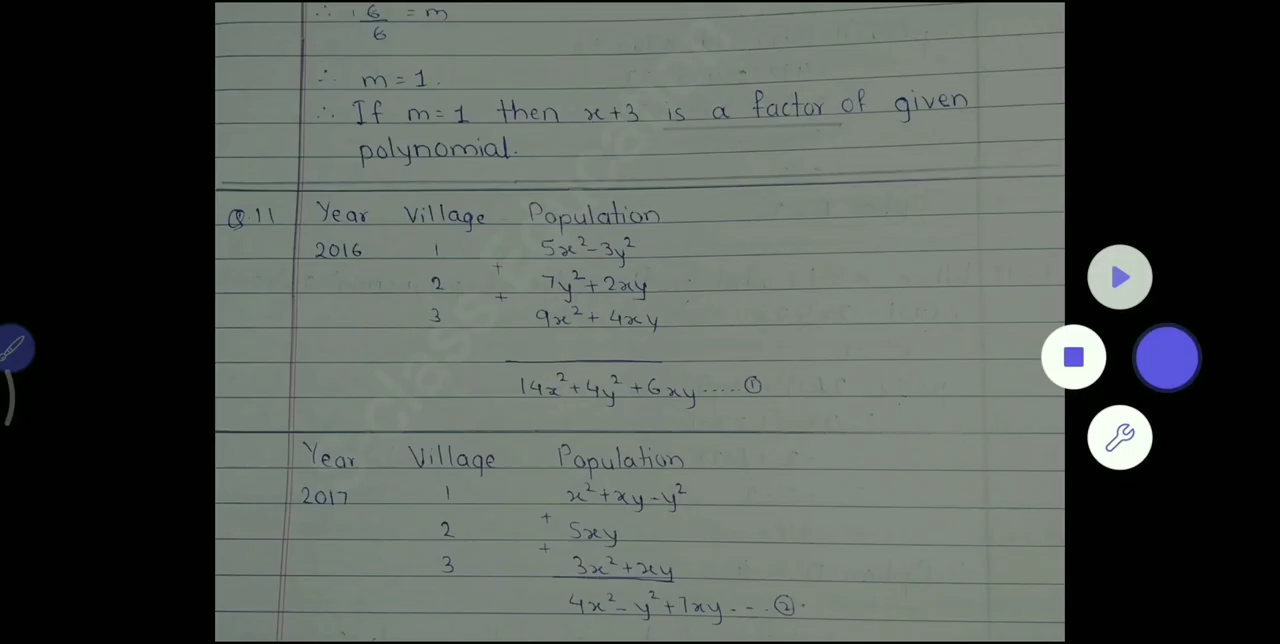 ∴ 6/6 = m
∴ m = 1.
∴ If m = 1 then x+3 is a factor of given
polynomial.
Q 11 Year Village Population
2016 1 5x² - 3y²
2 + 7y² + 2xy
3 + 9x² + 4xy
14x² + 4y² + 6xy ..... ①
Year Village Population
2017 1 x² + xy - y²
2 + 5xy
3 + 3x² + xy
4x² - y² + 7xy -- .. ②.